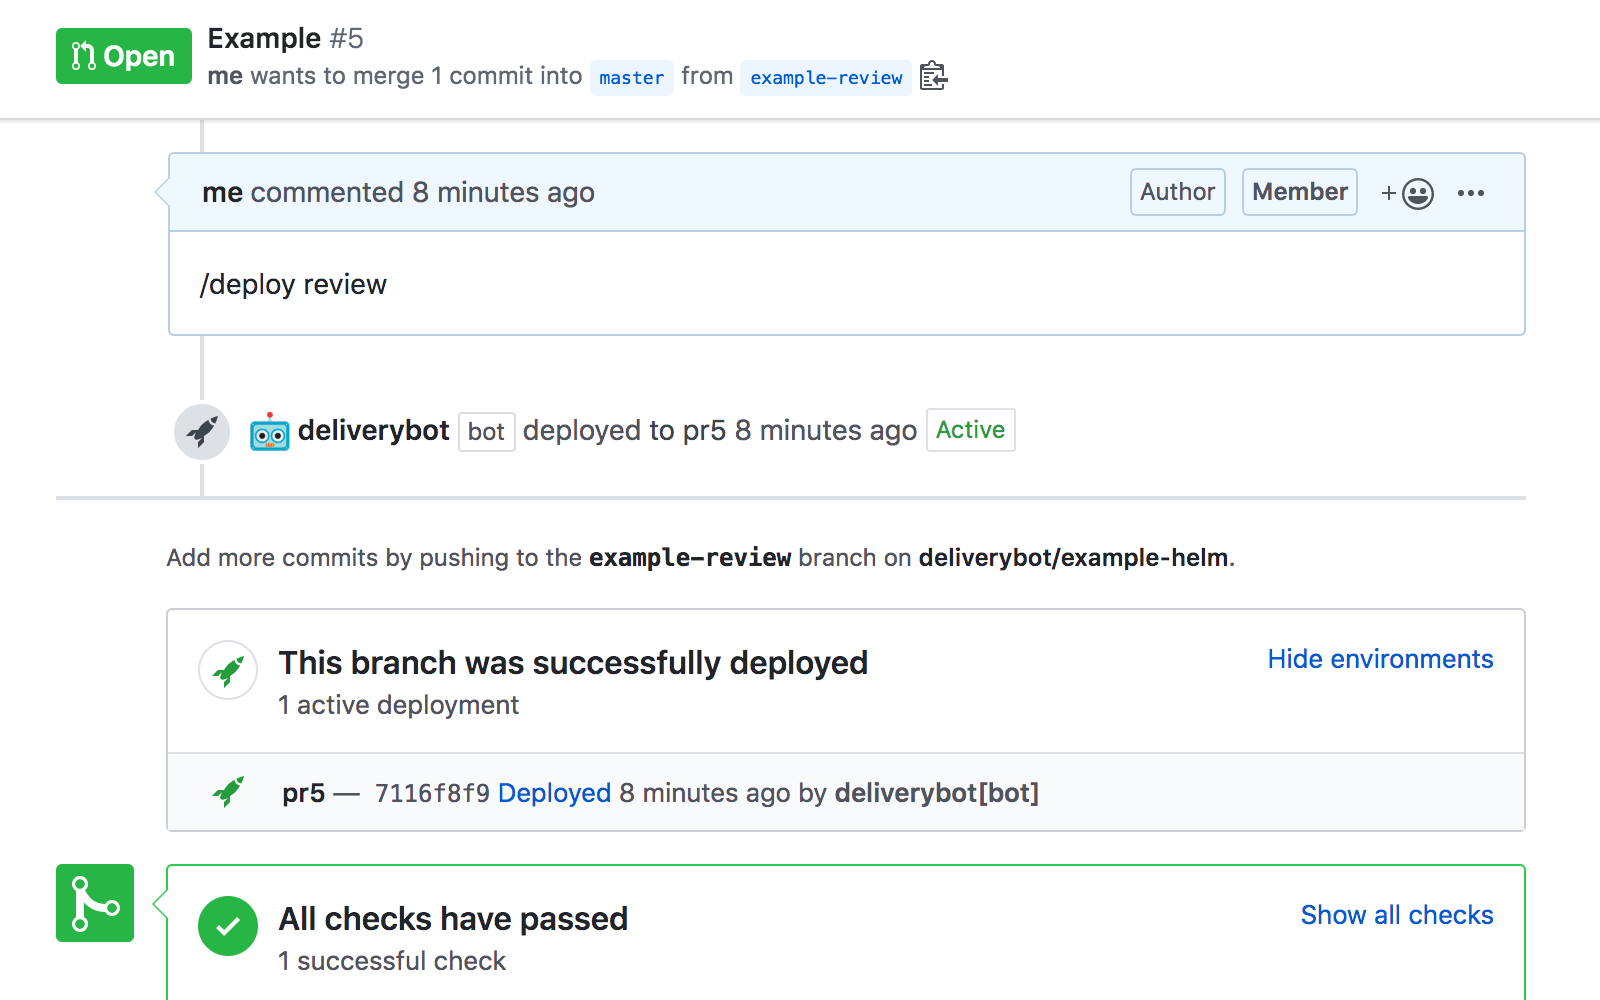 Open
Example #5
me wants to merge 1 commit into master from example-review
me commented 8 minutes ago Author Member +
/deploy review
deliverybot bot deployed to pr5 8 minutes ago Active
Add more commits by pushing to the example-review branch on deliverybot/example-helm.
This branch was successfully deployed Hide environments
1 active deployment
pr5 — 7116f8f9 Deployed 8 minutes ago by deliverybot[bot]
All checks have passed Show all checks
1 successful check